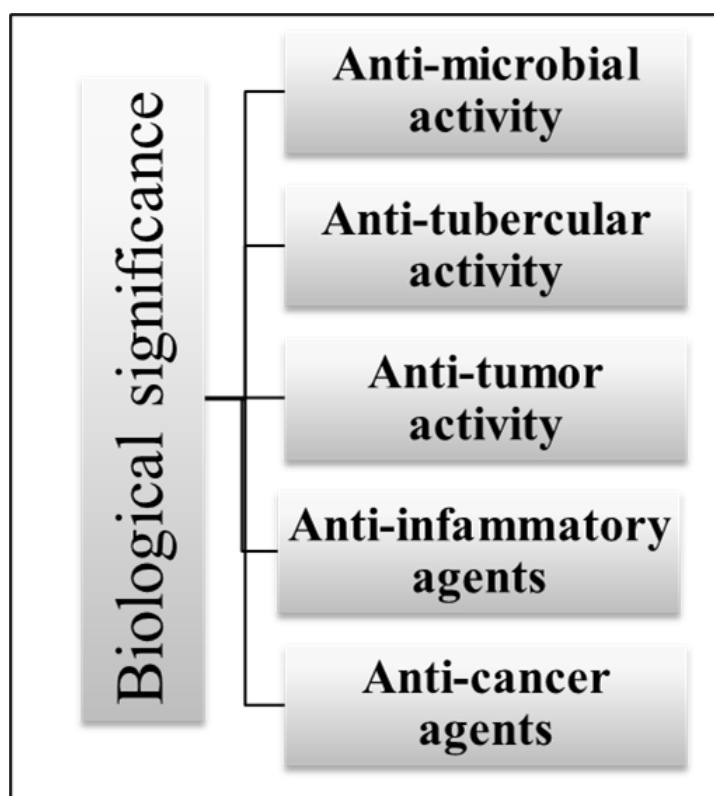 Biological significance
Anti-microbial
activity
Anti-tubercular
activity
Anti-tumor
activity
Anti-infammatory
agents
Anti-cancer
agents